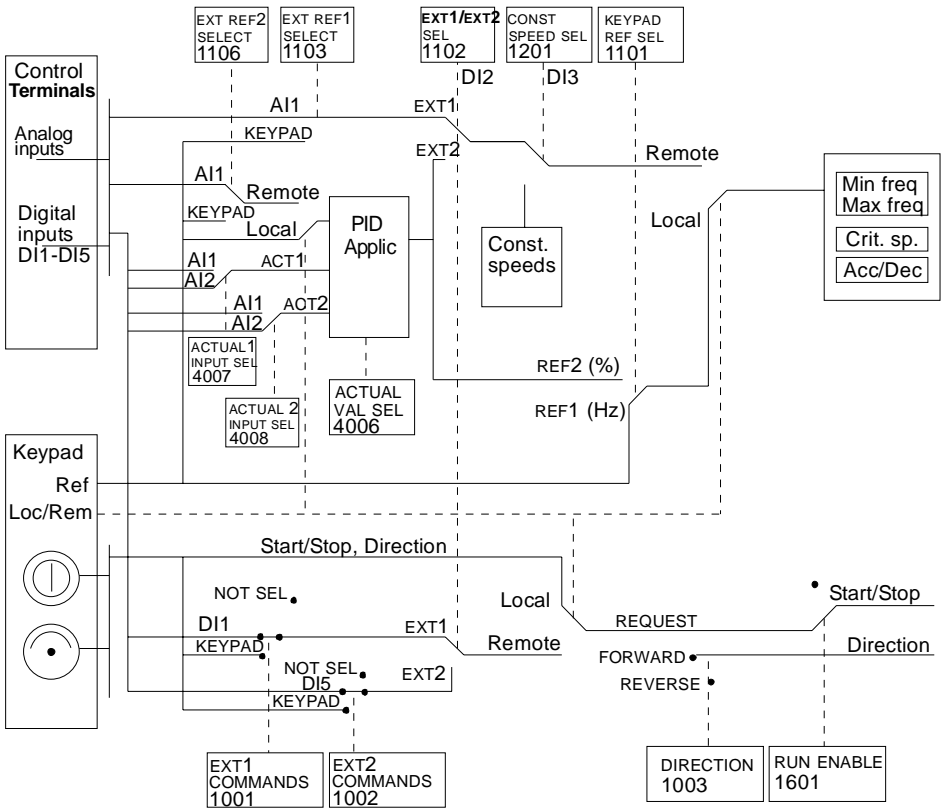 EXT REF2
SELECT
1106
EXT REF1
SELECT
1103
EXT1/EXT2
SEL
1102
CONST
SPEED SEL
1201
KEYPAD
REF SEL
1101
Control
Terminals
DI2
DI3
AI1
EXT1
Analog
inputs
KEYPAD
EXT2
Remote
AI1
Remote
Min freq
Max freq
KEYPAD
Local
Local
Digital
inputs
DI1-DI5
PID
Applic
Const.
speeds
Crit. sp.
AI1
ACT1
Acc/Dec
AI2
AI1
ACT2
AI2
ACTUAL1
INPUT SEL
4007
REF2 (%)
ACTUAL 2
INPUT SEL
4008
ACTUAL
VAL SEL
4006
REF1 (Hz)
Keypad
Ref
Loc/Rem
Start/Stop, Direction
NOT SEL
Local
Start/Stop
DI1
EXT1
REQUEST
KEYPAD
Remote
Direction
NOT SEL
FORWARD
DI5
EXT2
REVERSE
KEYPAD
EXT1
COMMANDS
1001
EXT2
COMMANDS
1002
DIRECTION
1003
RUN ENABLE
1601